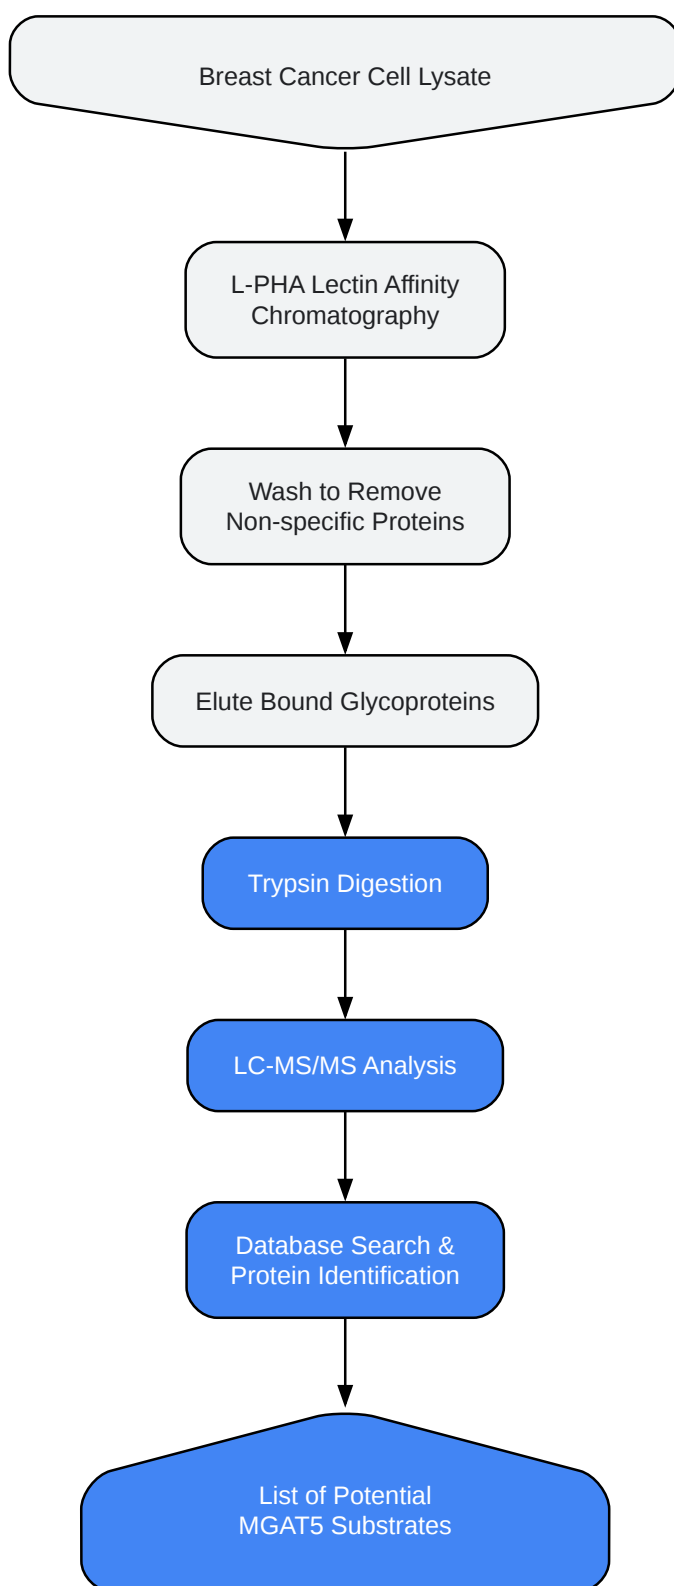 Breast Cancer Cell Lysate
L-PHA Lectin Affinity
Chromatography
Wash to Remove
Non-specific Proteins
Elute Bound Glycoproteins
Trypsin Digestion
LC-MS/MS Analysis
Database Search &
Protein Identification
List of Potential
MGAT5 Substrates